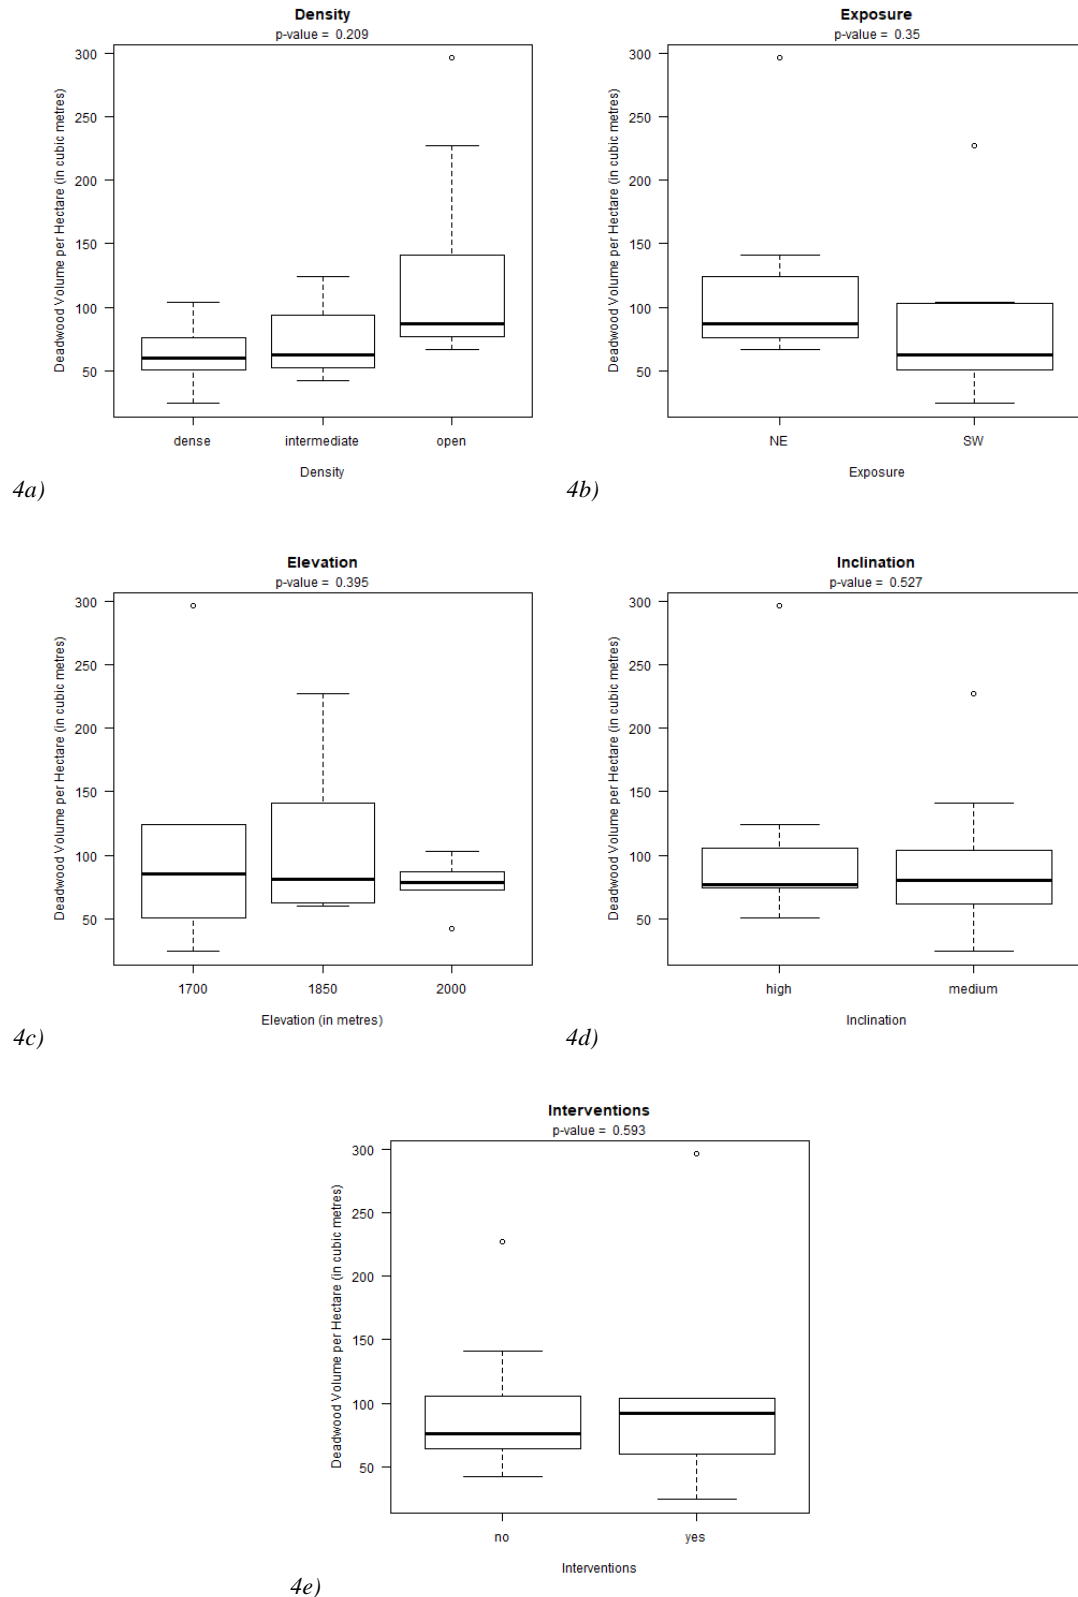 Density
p-value = 0.209
Deadwood Volume per Hectare (in cubic metres)
300
250
200
150
100
50
dense intermediate open
Density
4a)
Exposure
p-value = 0.35
Deadwood Volume per Hectare (in cubic metres)
300
250
200
150
100
50
NE SW
Exposure
4b)
Elevation
p-value = 0.395
Deadwood Volume per Hectare (in cubic metres)
300
250
200
150
100
50
1700 1850 2000
Elevation (in metres)
4c)
Inclination
p-value = 0.527
Deadwood Volume per Hectare (in cubic metres)
300
250
200
150
100
50
high medium
Inclination
4d)
Interventions
p-value = 0.593
Deadwood Volume per Hectare (in cubic metres)
300
250
200
150
100
50
no yes
Interventions
4e)